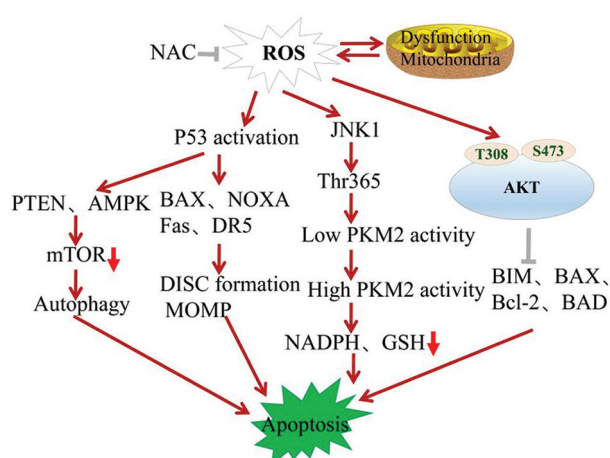 NAC
ROS
Dysfunction
Mitochondria
P53 activation
JNK1
T308
S473
AKT
PTEN、AMPK
BAX、NOXA
Fas、DR5
Thr365
mTOR
Low PKM2 activity
DISC formation
MOMP
High PKM2 activity
BIM、BAX、
Bcl-2、BAD
Autophagy
NADPH、GSH
Apoptosis